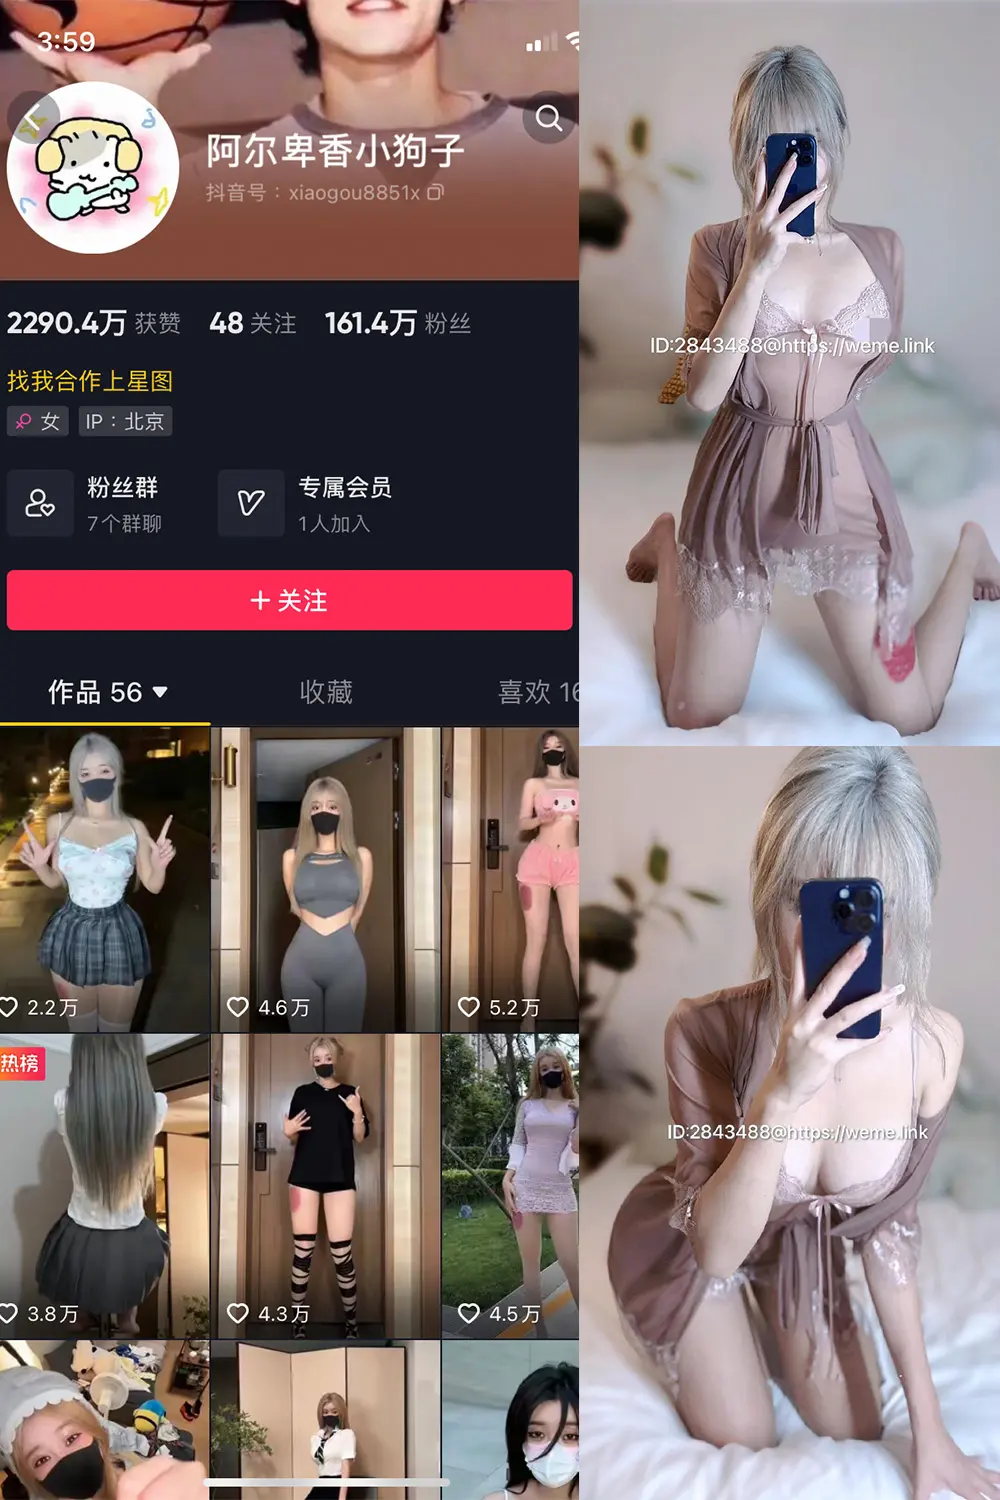 3:59
阿尔卑香小狗子
抖音号：xiaogou8851x
2290.4万 获赞 48 关注 161.4万 粉丝
找我合作上星图
女 IP：北京
粉丝群
7个群聊
专属会员
1人加入
+ 关注
作品 56 收藏 喜欢 16
2.2万 4.6万 5.2万
热榜
3.8万 4.3万 4.5万
ID:2843488@https://weme.link
ID:2843488@https://weme.link